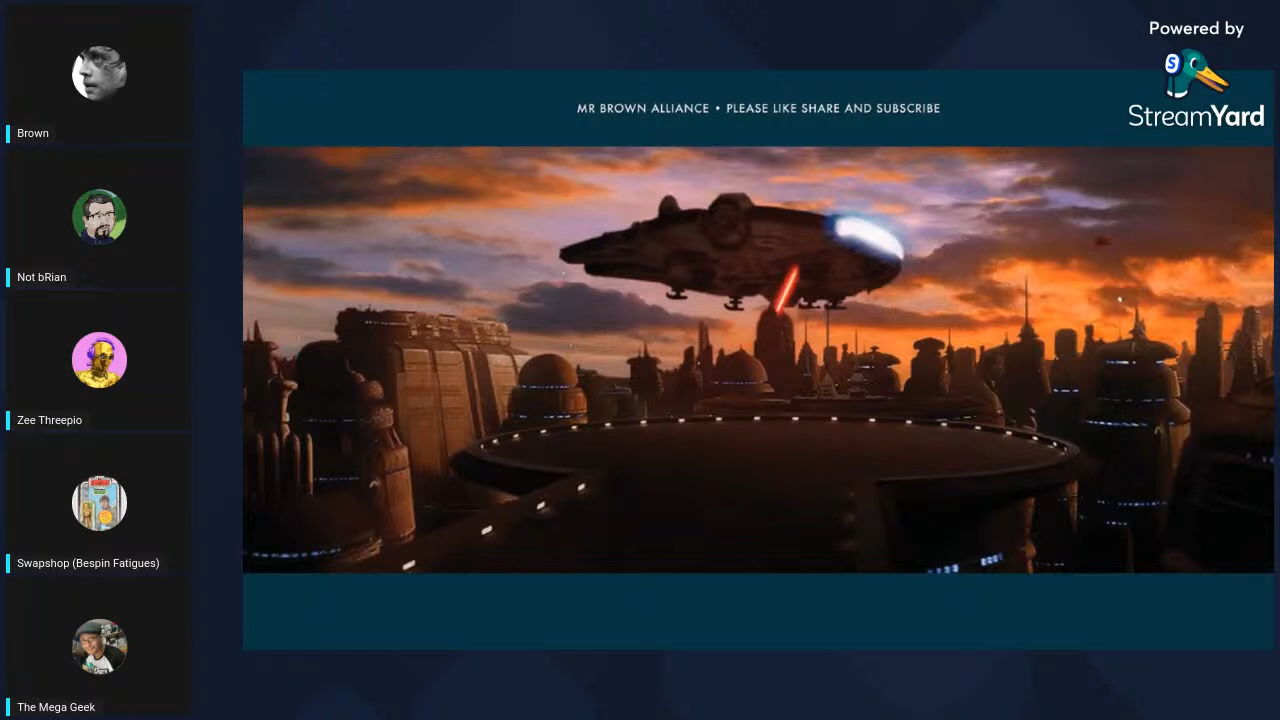 Powered by
StreamYard
MR BROWN ALLIANCE • PLEASE LIKE SHARE AND SUBSCRIBE
Brown
Not bRian
Zee Threepio
Swapshop (Bespin Fatigues)
The Mega Geek